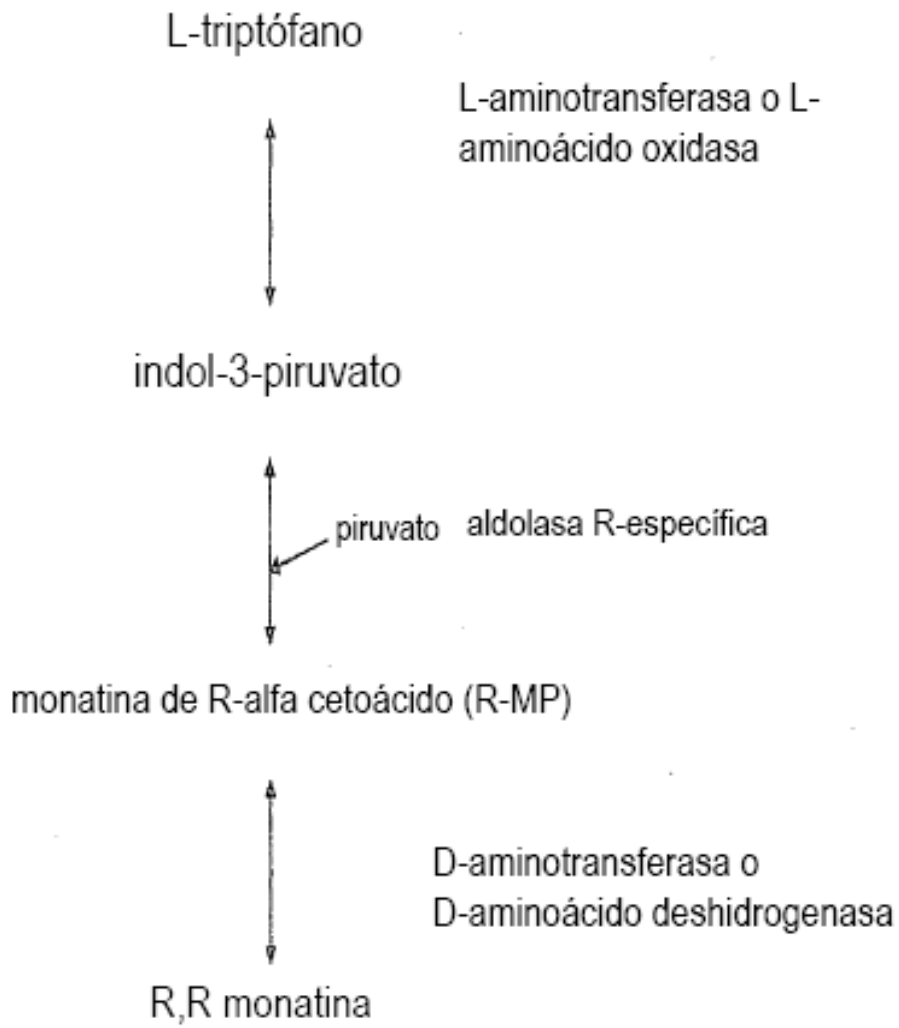 L-triptófano
L-aminotransferasa o L-
aminoácido oxidasa
indol-3-piruvato
piruvato aldolasa R-específica
monatina de R-alfa cetoácido (R-MP)
D-aminotransferasa o
D-aminoácido deshidrogenasa
R,R monatina